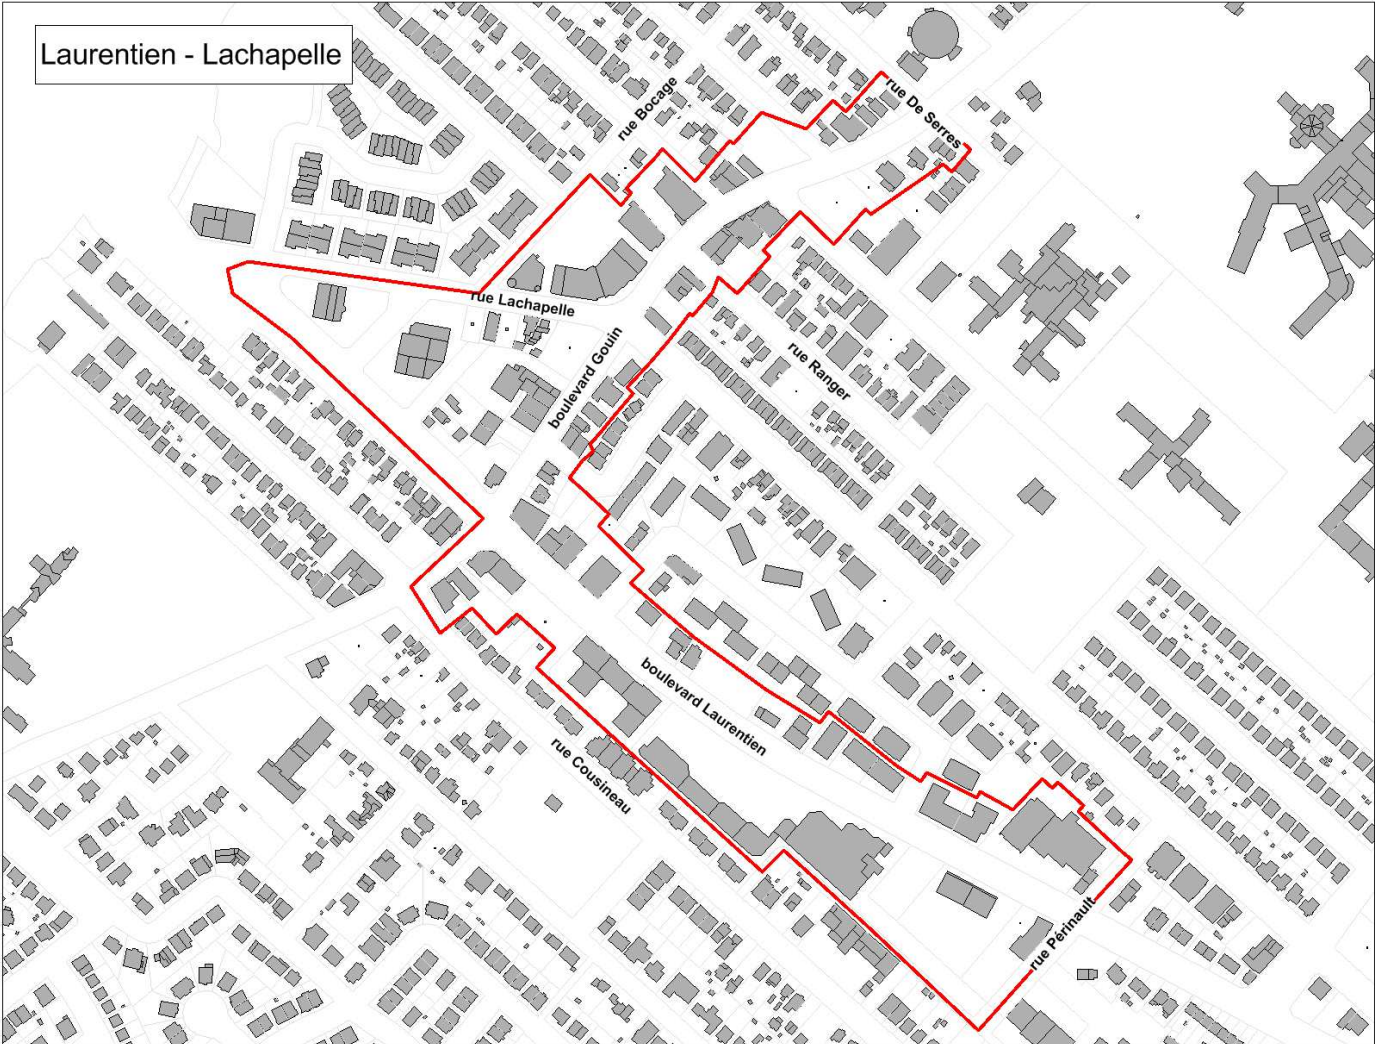 Laurentien - Lachapelle
rue Bocage
rue De Serres
rue Lachapelle
boulevard Gouin
rue Ranger
boulevard Laurentien
rue Cousineau
rue Périnault